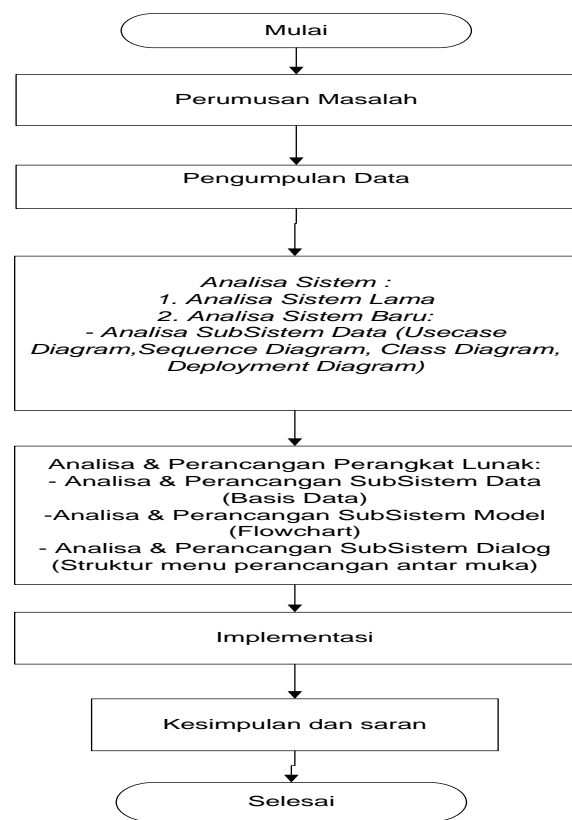 Mulai
Perumusan Masalah
Pengumpulan Data
Analisa Sistem :
1. Analisa Sistem Lama
2. Analisa Sistem Baru:
- Analisa SubSistem Data (Usecase
Diagram,Sequence Diagram, Class Diagram,
Deployment Diagram)
Analisa & Perancangan Perangkat Lunak:
- Analisa & Perancangan SubSistem Data
(Basis Data)
-Analisa & Perancangan SubSistem Model
(Flowchart)
- Analisa & Perancangan SubSistem Dialog
(Struktur menu perancangan antar muka)
Implementasi
Kesimpulan dan saran
Selesai